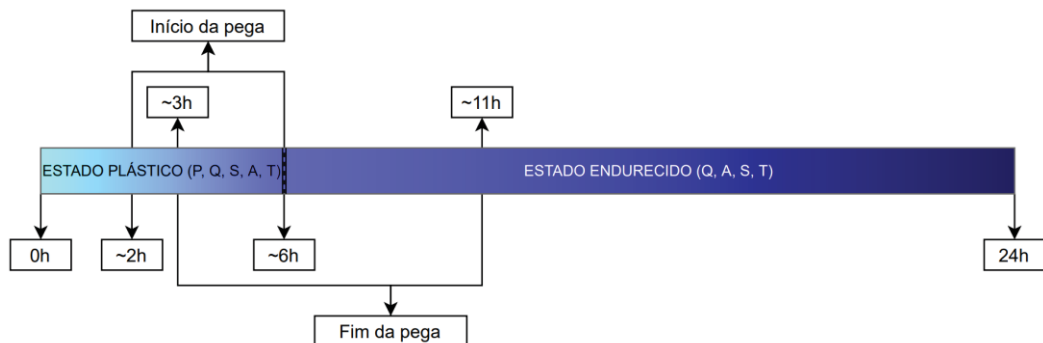 Início da pega
~3h
~11h
ESTADO PLÁSTICO (P, Q, S, A, T)
ESTADO ENDURECIDO (Q, A, S, T)
0h
~2h
~6h
24h
Fim da pega